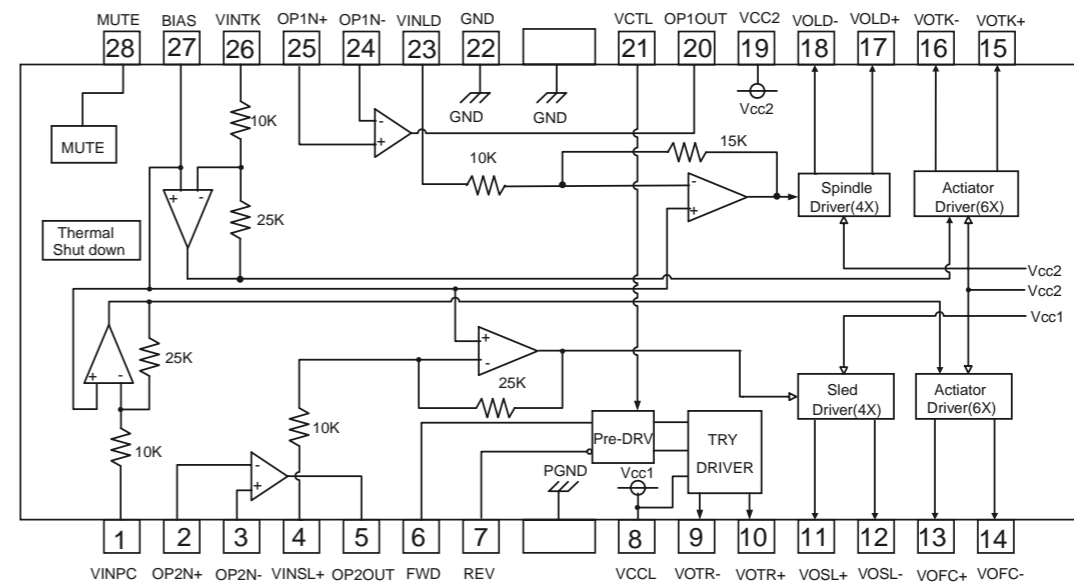 MUTE BIAS VINTK OP1N+ OP1N- VINLD GND VCTL OP1OUT VCC2 VOLD- VOLD+ VOTK- VOTK+
28 27 26 25 24 23 22 21 20 19 18 17 16 15
GND
GND
Vcc2
10K
MUTE
-
+
10K
15K
-
+
Spindle
Driver(4X)
Actiator
Driver(6X)
+ -
25K
Thermal
Shut down
Vcc2
Vcc2
Vcc1
25K
+ -
+
-
25K
10K
10K
Sled
Driver(4X)
Actiator
Driver(6X)
Pre-DRV
TRY
DRIVER
-
+
PGND
Vcc1
1 2 3 4 5 6 7 8 9 10 11 12 13 14
VINPC OP2N+ OP2N- VINSL+ OP2OUT FWD REV VCCL VOTR- VOTR+ VOSL+ VOSL- VOFC+ VOFC-